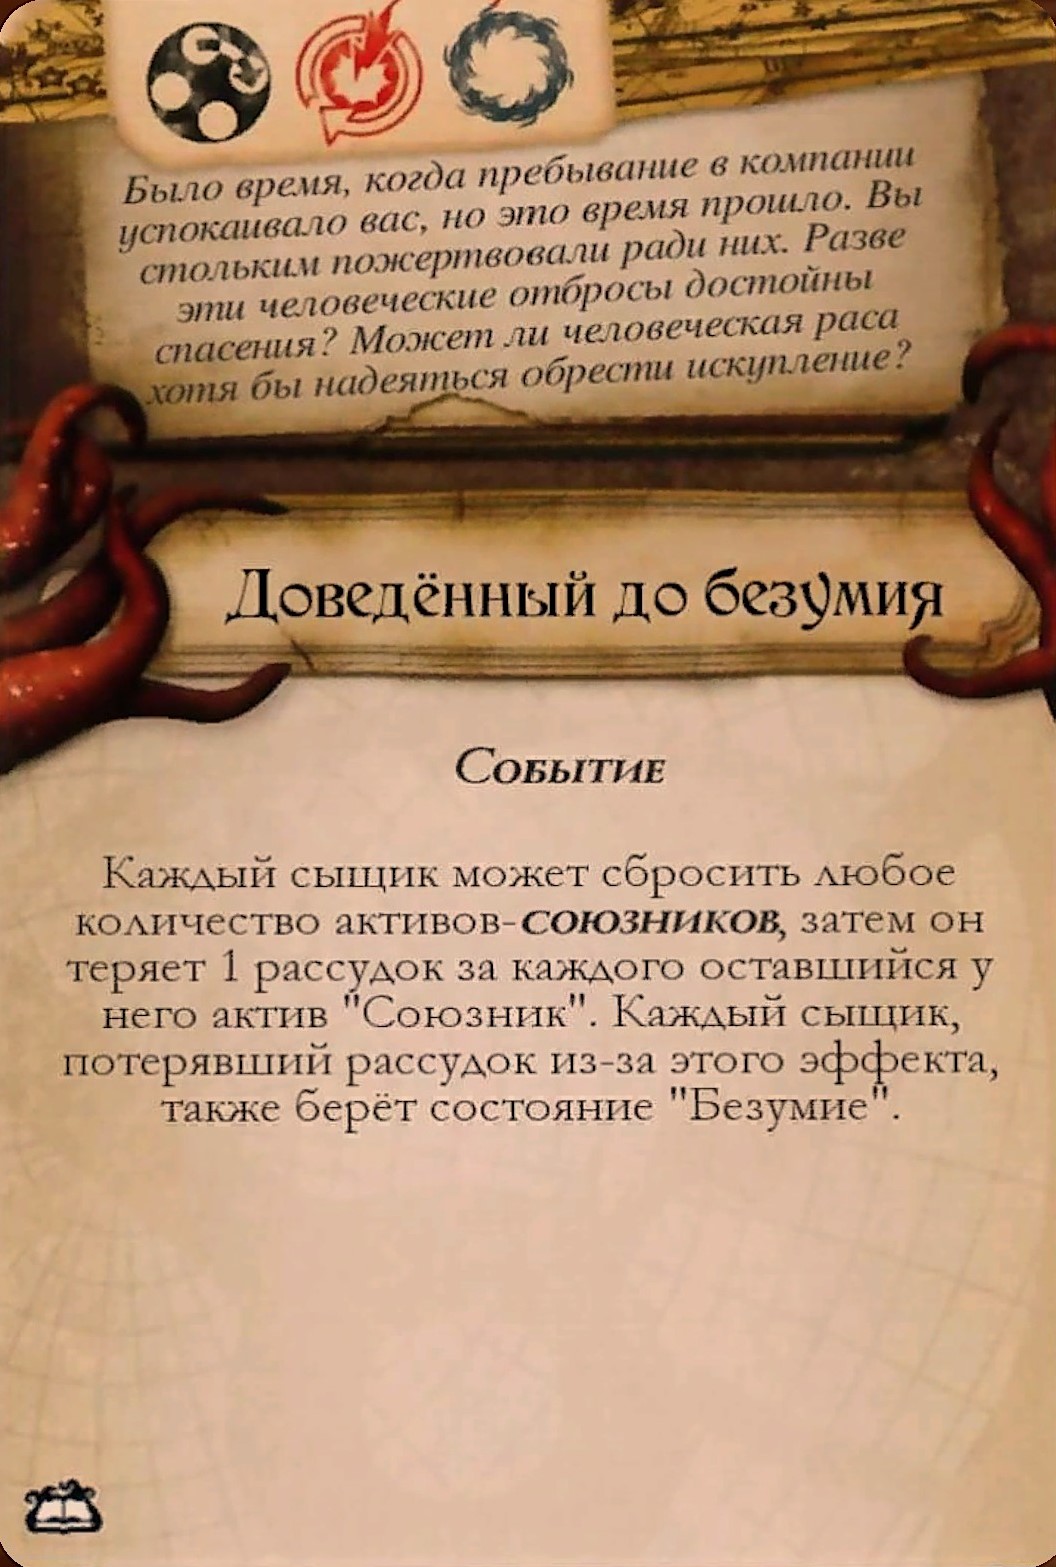 Было время, когда пребывание в компании
успокаивало вас, но это время прошло. Вы
стольким пожертвовали ради них. Разве
эти человеческие отбросы достойны
спасения? Может ли человеческая раса
хотя бы надеяться обрести искупление?
Доведённый до безумия
Событие
Каждый сыщик может сбросить любое
количество активов-союзников, затем он
теряет 1 рассудок за каждого оставшийся у
него актив "Союзник". Каждый сыщик,
потерявший рассудок из-за этого эффекта,
также берёт состояние "Безумие".